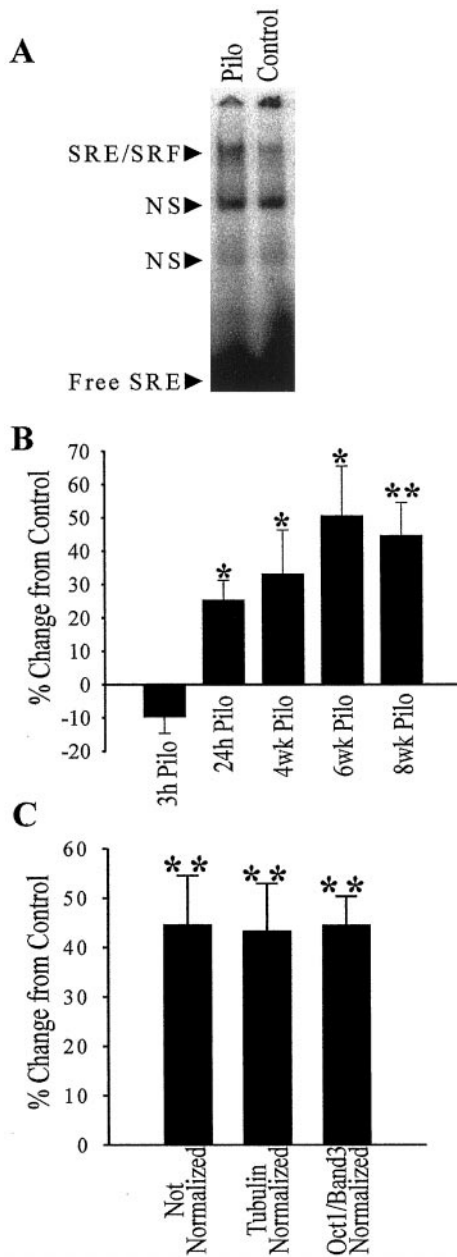 A
Pilo
Control
SRE/SRF
NS
NS
Free SRE
B
% Change from Control
70
60
50
40
30
20
10
0
-10
-20
*
*
*
**
3h Pilo
24h Pilo
4wk Pilo
6wk Pilo
8wk Pilo
C
% Change from Control
60
50
40
30
20
10
0
**
**
**
Not
Normalized
Tubulin
Normalized
Oct1/Band3
Normalized